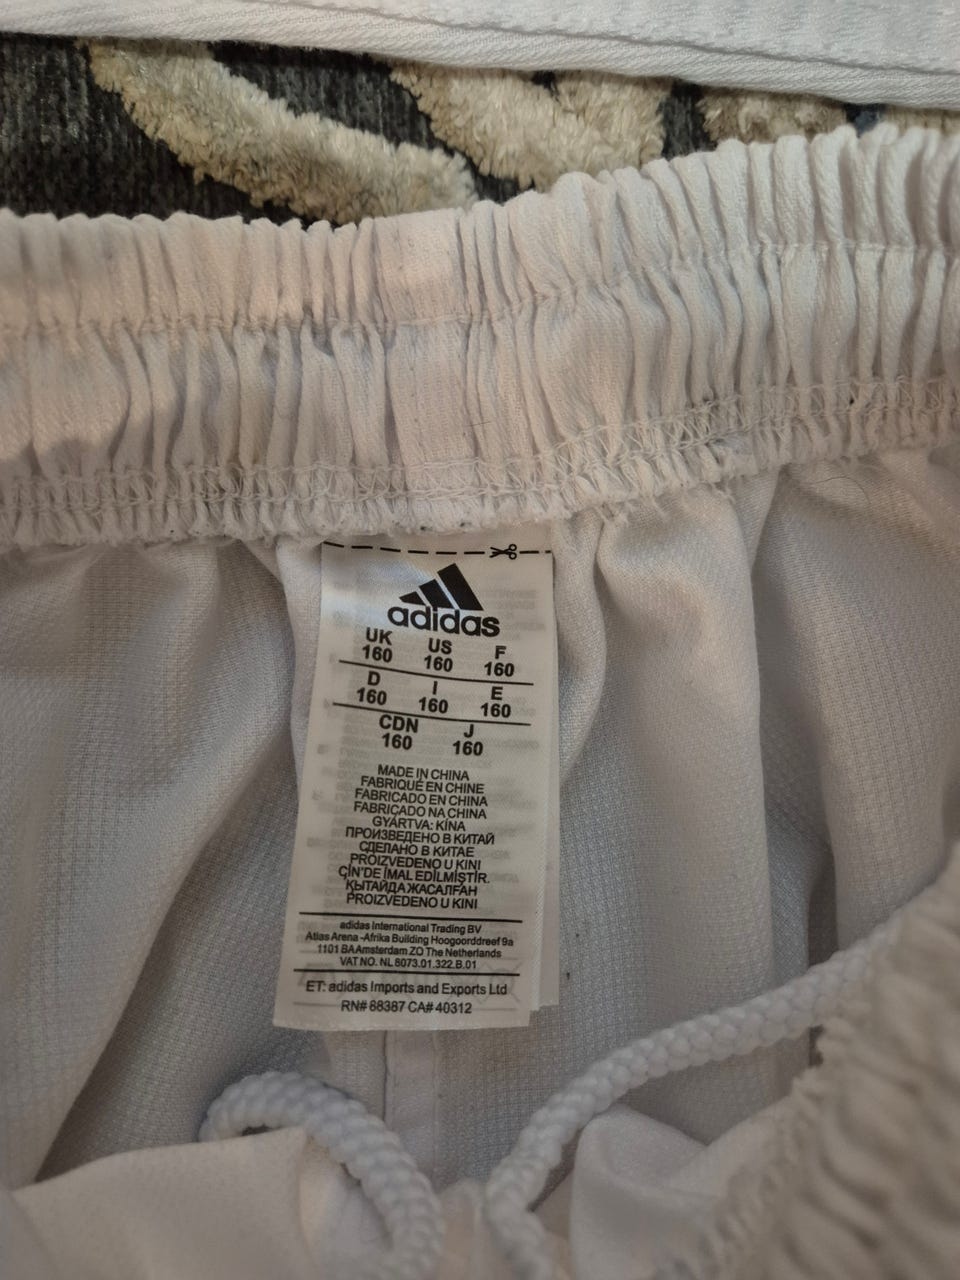 adidas
UK US F
160 160 160
D I E
160 160 160
CDN J
160 160
MADE IN CHINA
FABRIQUÉ EN CHINE
FABRICADO EN CHINA
FABRICADO NA CHINA
GYÁRTVA: KÍNA
ПРОИЗВЕДЕНО В КИТАЙ
СДЕЛАНО В КИТАЕ
PROIZVEDENO U KINI
ÇİN'DE İMAL EDİLMİŞTİR.
ҚЫТАЙДА ЖАСАЛҒАН
PROIZVEDENO U KINI
adidas International Trading BV
Atlas Arena -Afrika Building Hoogoorddreef 9a
1101 BA Amsterdam ZO The Netherlands
VAT NO. NL 8073.01.322.B.01
ET: adidas Imports and Exports Ltd
RN# 68387 CA# 40312